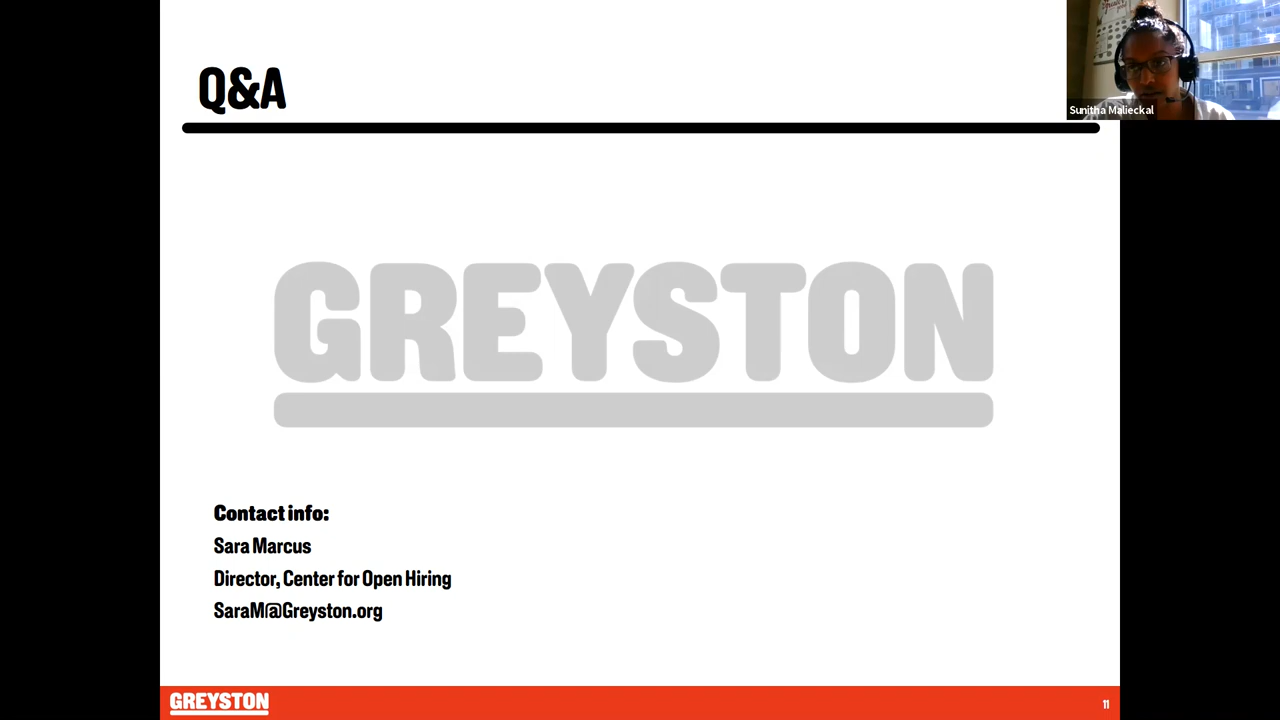 Q&A
Sunitha Malieckal
GREYSTON
Contact info:
Sara Marcus
Director, Center for Open Hiring
SaraM@Greyston.org
GREYSTON
11